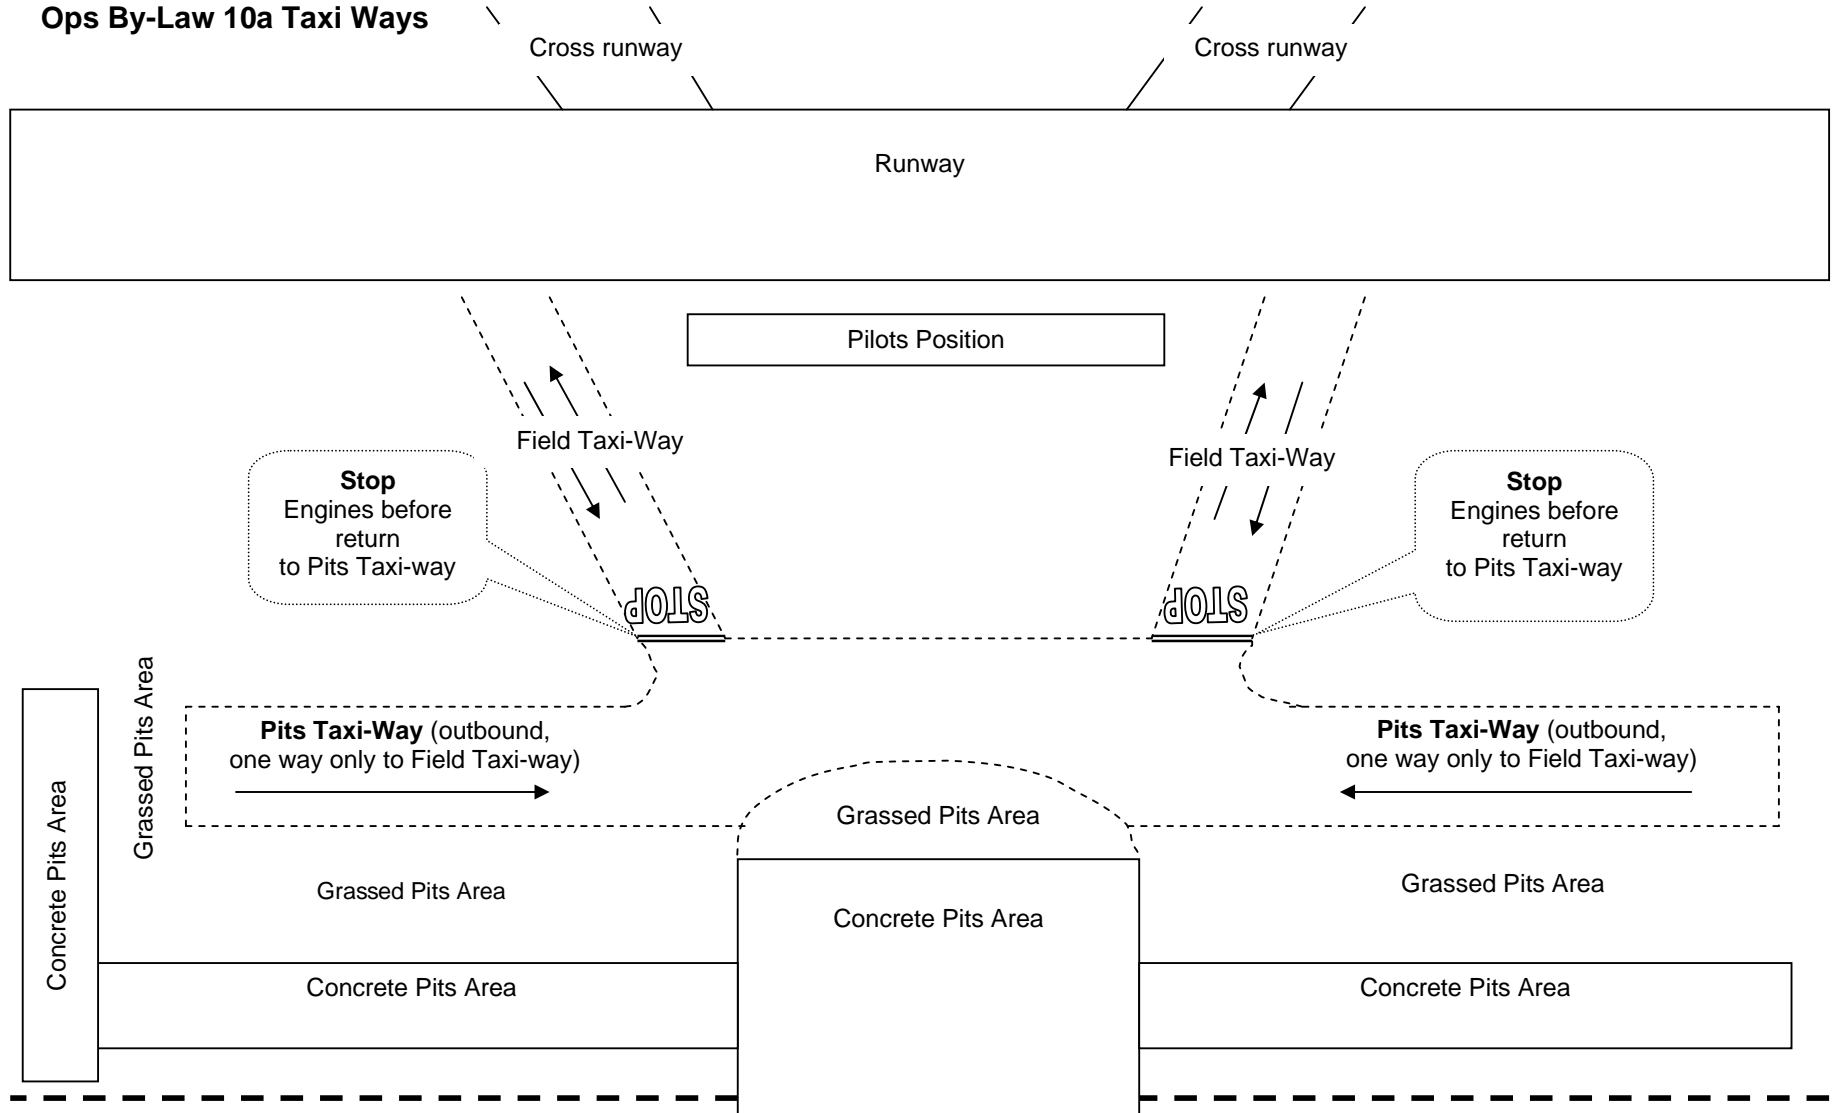 Ops By-Law 10a Taxi Ways
Cross runway
Cross runway
Runway
Pilots Position
Field Taxi-Way
Field Taxi-Way
Stop
Engines before
return
to Pits Taxi-way
Stop
Engines before
return
to Pits Taxi-way
STOP
STOP
Grassed Pits Area
Concrete Pits Area
Pits Taxi-Way (outbound,
one way only to Field Taxi-way)
Pits Taxi-Way (outbound,
one way only to Field Taxi-way)
Grassed Pits Area
Grassed Pits Area
Grassed Pits Area
Concrete Pits Area
Concrete Pits Area
Concrete Pits Area